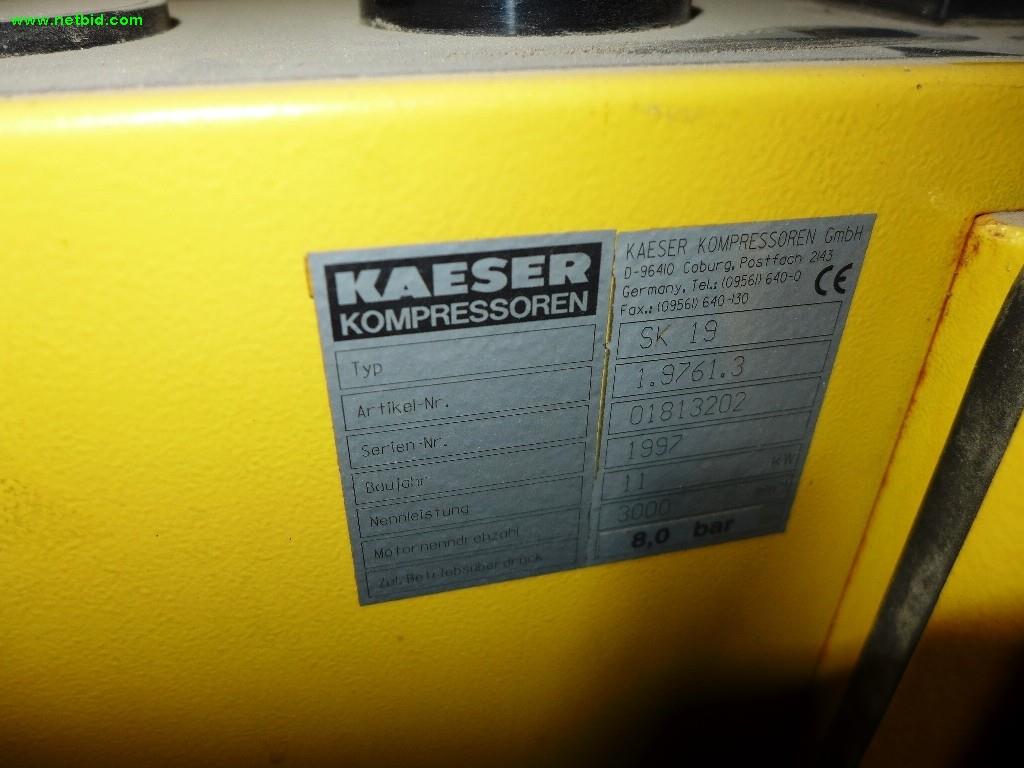 www.netbid.com
KAESER
KOMPRESSOREN
KAESER KOMPRESSOREN GmbH
D-96410 Coburg, Postfach 2143
Germany, Tel.: (09561) 640-0
Fax.: (09561) 640-130
CE
Typ SK 19
Artikel-Nr. 1.9761.3
Serien-Nr. 01813202
Baujahr 1997
Nennleistung 11 kW
Motornenndrehzahl 3000
Zul. Betriebsüberdruck 8,0 bar